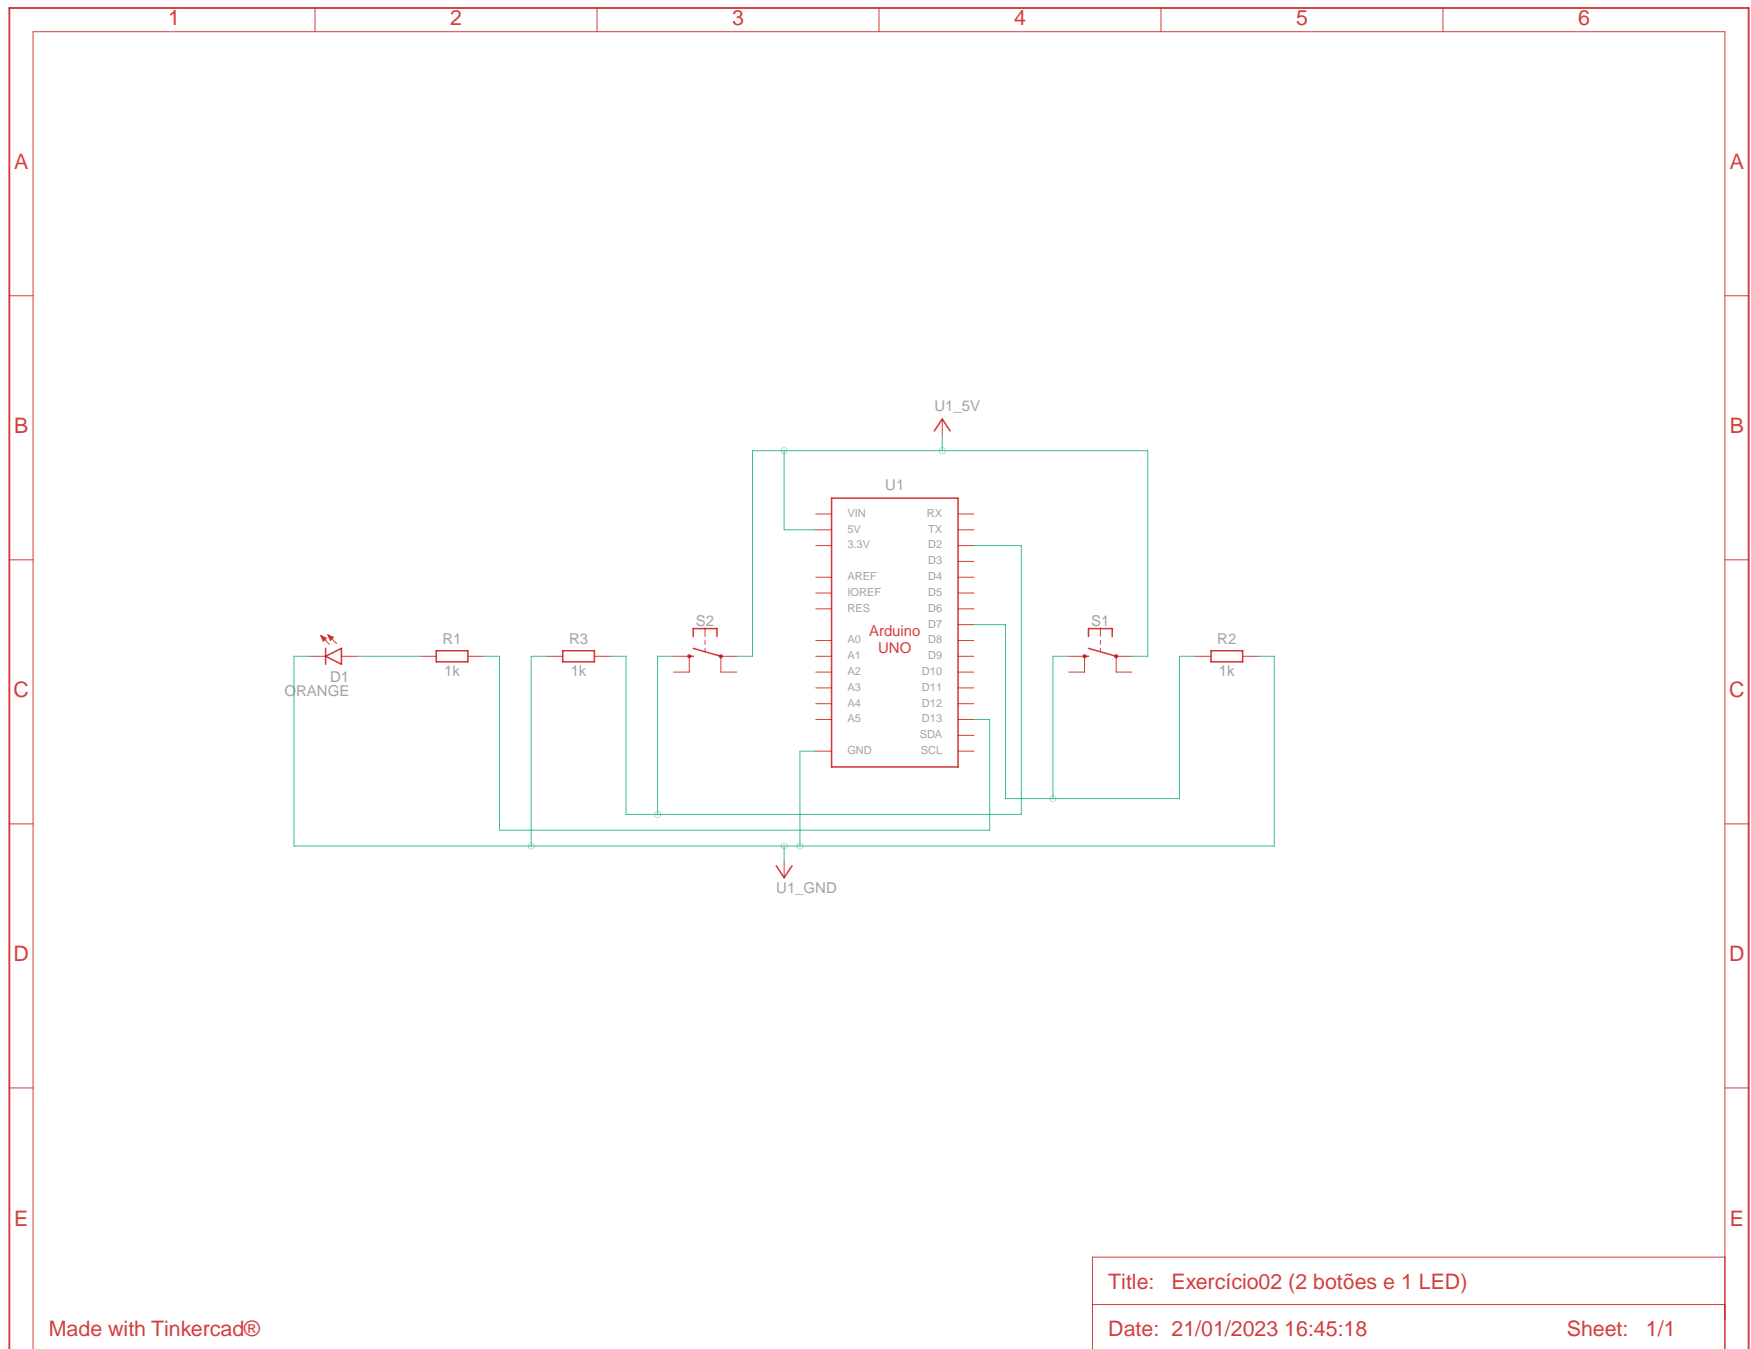 1 2 3 4 5 6
A A
B B
C C
D D
E E
U1_5V
U1
VIN RX
5V TX
3.3V D2
D3
AREF D4
IOREF D5
RES D6
D7
A0 D8
A1 D9
A2 D10
A3 D11
A4 D12
A5 D13
SDA
GND SCL
Arduino
UNO
S2
S1
R1
1k
R3
1k
R2
1k
D1
ORANGE
U1_GND
Title: Exercício02 (2 botões e 1 LED)
Made with Tinkercad®
Date: 21/01/2023 16:45:18 Sheet: 1/1